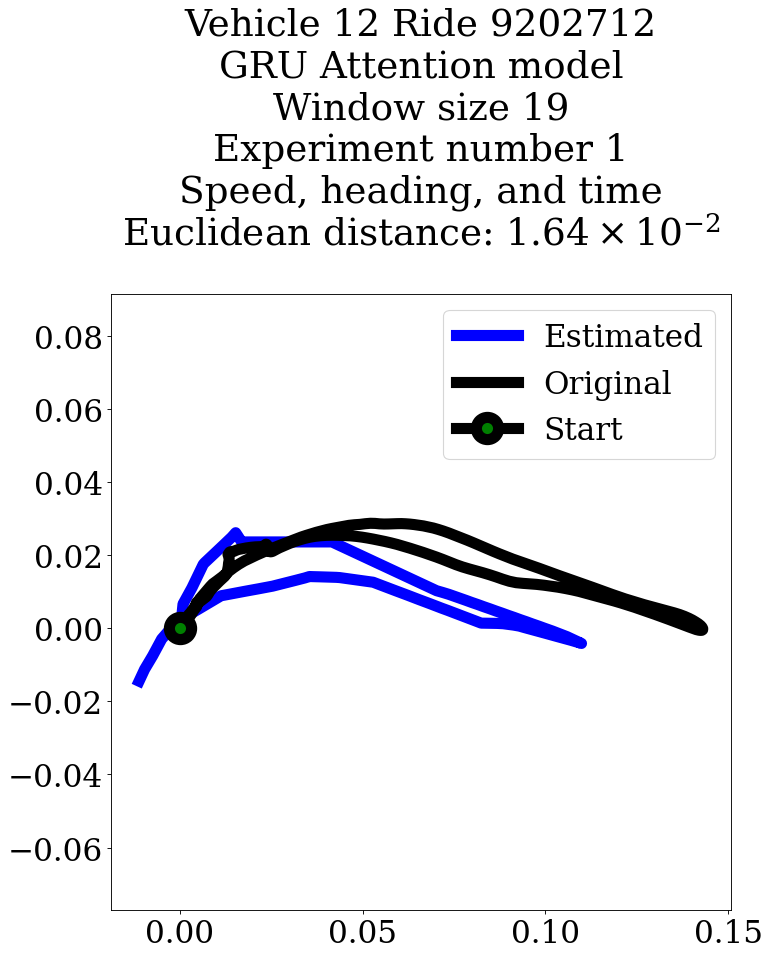 Vehicle 12 Ride 9202712
GRU Attention model
Window size 19
Experiment number 1
Speed, heading, and time
Euclidean distance: 1.64 × 10⁻²
Estimated
Original
Start
0.08
0.06
0.04
0.02
0.00
−0.02
−0.04
−0.06
0.00 0.05 0.10 0.15